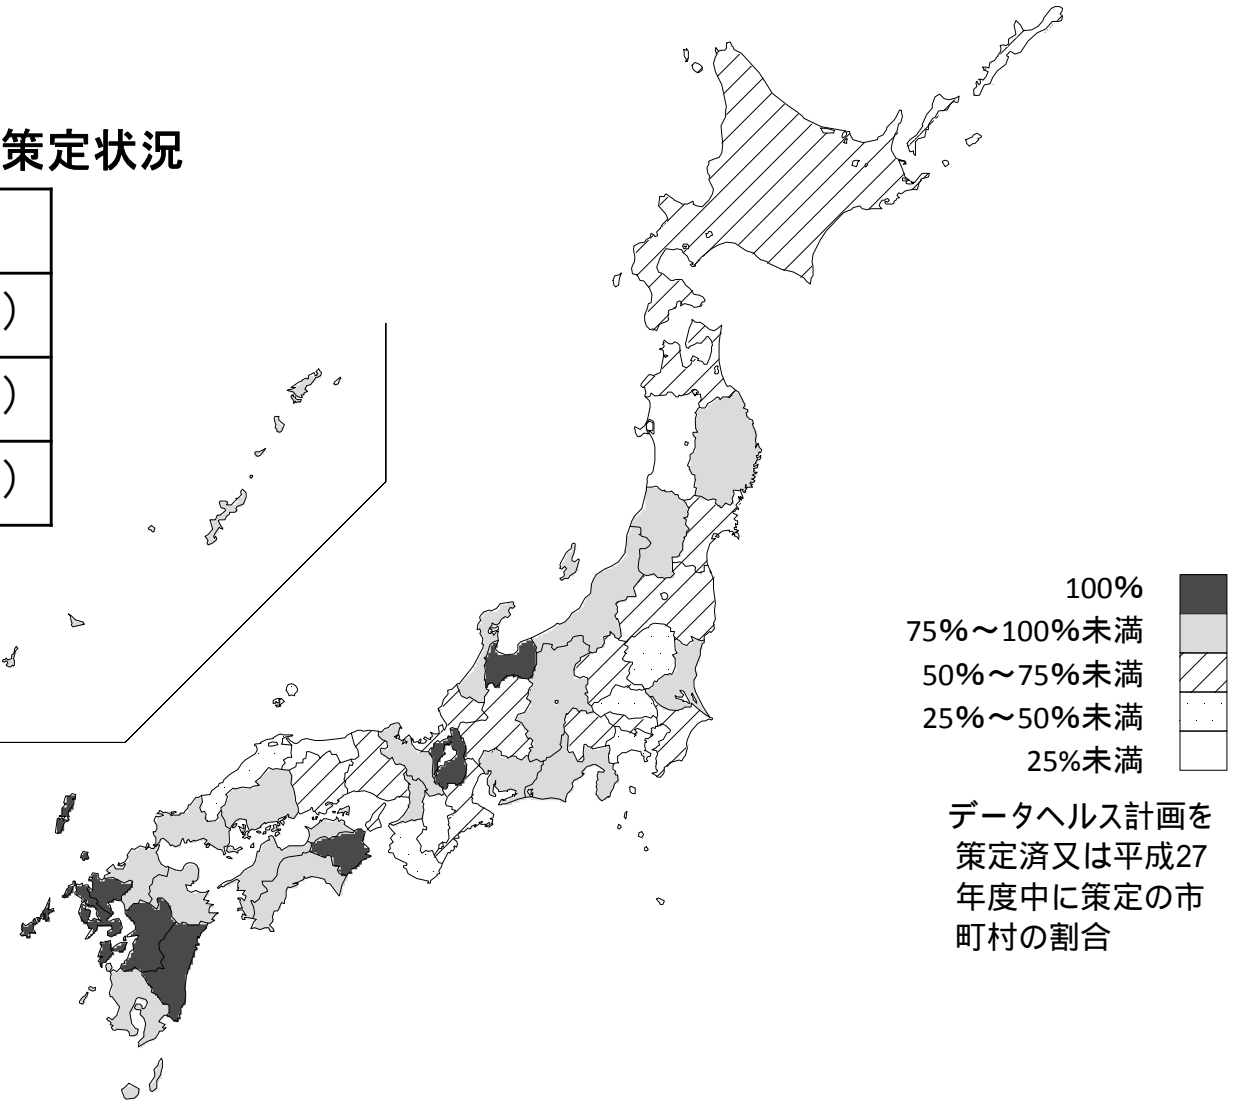 策定状況
）
）
）
100%
75%～100%未満
50%～75%未満
25%～50%未満
25%未満
データヘルス計画を
策定済又は平成27
年度中に策定の市
町村の割合